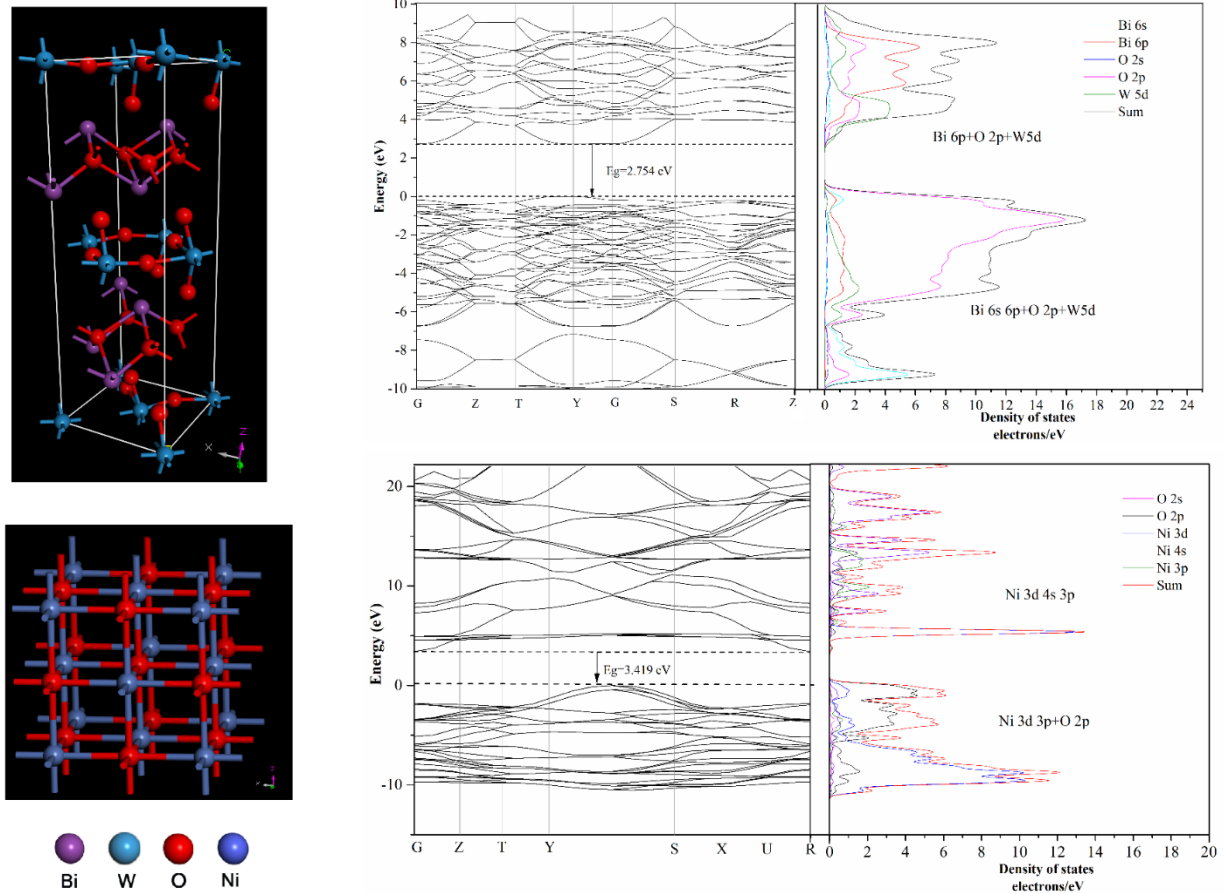 10
8
6
4
2
0
-2
-4
-6
-8
-10
Energy (eV)
Eg=2.754 eV
G Z T Y G S R Z
Bi 6s
Bi 6p
O 2s
O 2p
W 5d
Sum
Bi 6p+O 2p+W5d
Bi 6s 6p+O 2p+W5d
0 2 4 6 8 10 12 14 16 18 20 22 24
Density of states
electrons/eV
Z
X
20
10
0
-10
Energy (eV)
Eg=3.419 eV
G Z T Y S X U R
O 2s
O 2p
Ni 3d
Ni 4s
Ni 3p
Sum
Ni 3d 4s 3p
Ni 3d 3p+O 2p
0 2 4 6 8 10 12 14 16 18 20
Density of states
electrons/eV
Bi W O Ni